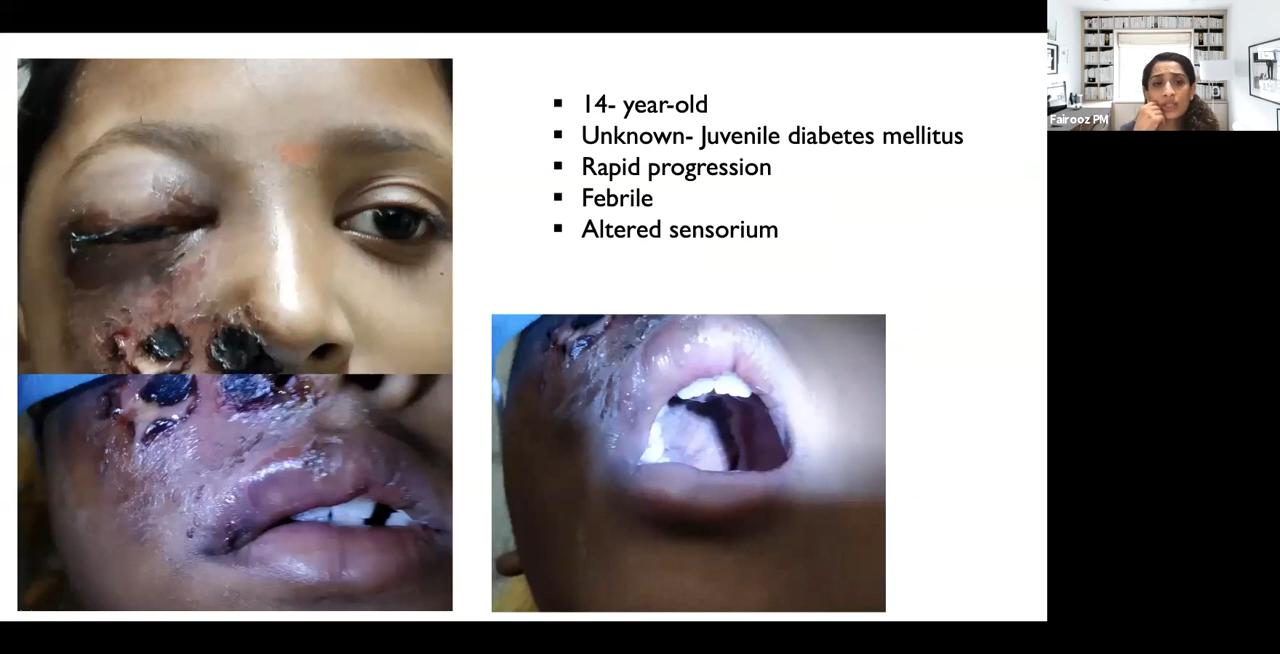 14- year-old
Unknown- Juvenile diabetes mellitus
Rapid progression
Febrile
Altered sensorium
Fairooz PM